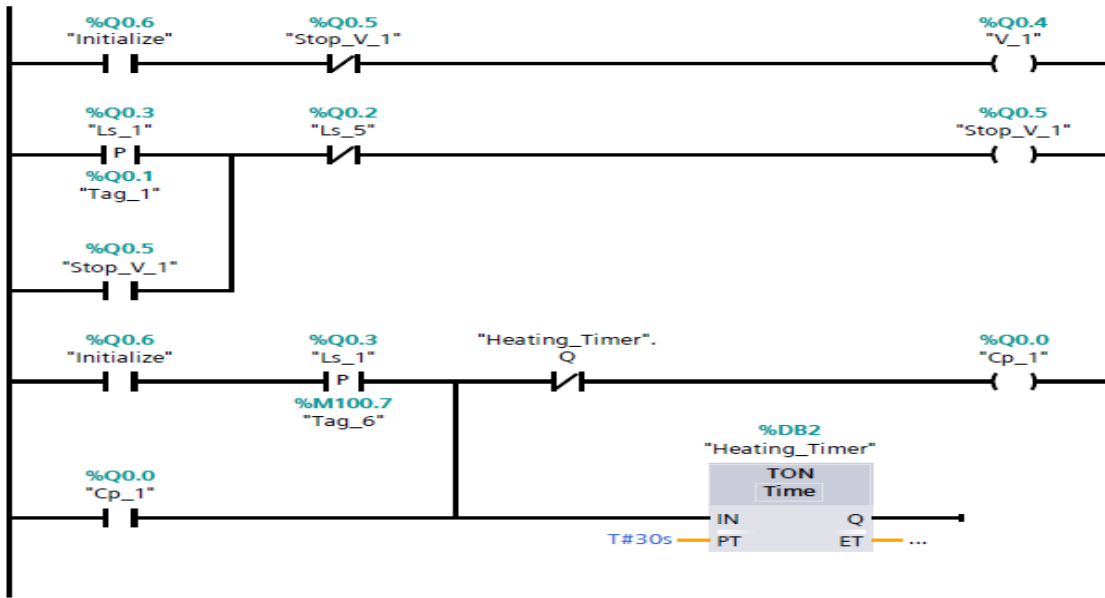 %Q0.6 %Q0.5 %Q0.4
"Initialize" "Stop_V_1" "V_1"
%Q0.3 %Q0.2 %Q0.5
"Ls_1" "Ls_5" "Stop_V_1"
P
%Q0.1
"Tag_1"
%Q0.5
"Stop_V_1"
%Q0.6 %Q0.3 "Heating_Timer". %Q0.0
"Initialize" "Ls_1" Q "Cp_1"
P
%M100.7
"Tag_6"
%DB2
"Heating_Timer"
%Q0.0 TON
"Cp_1" Time
IN Q
T#30s PT ET ...